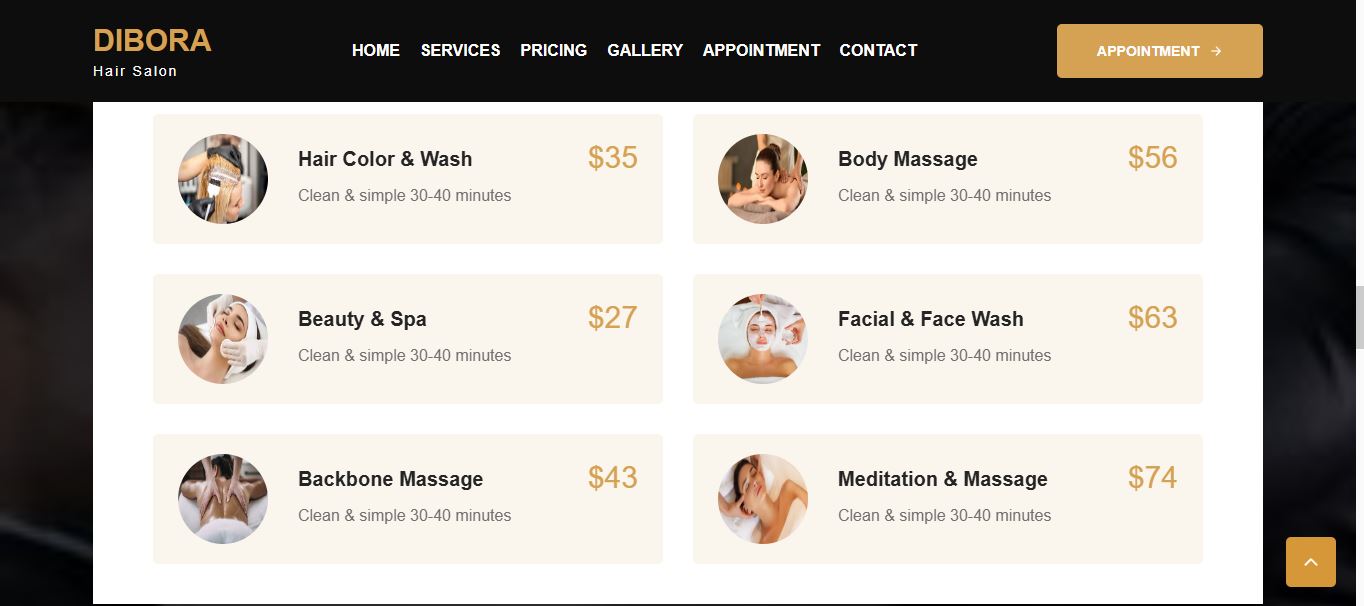 DIBORA
Hair Salon
HOME SERVICES PRICING GALLERY APPOINTMENT CONTACT
APPOINTMENT →
Hair Color & Wash $35
Clean & simple 30-40 minutes
Body Massage $56
Clean & simple 30-40 minutes
Beauty & Spa $27
Clean & simple 30-40 minutes
Facial & Face Wash $63
Clean & simple 30-40 minutes
Backbone Massage $43
Clean & simple 30-40 minutes
Meditation & Massage $74
Clean & simple 30-40 minutes